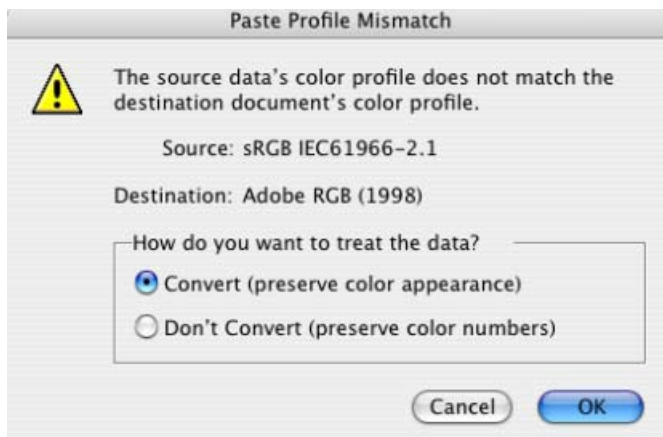 Paste Profile Mismatch
The source data's color profile does not match the
destination document's color profile.
Source: sRGB IEC61966-2.1
Destination: Adobe RGB (1998)
How do you want to treat the data?
Convert (preserve color appearance)
Don't Convert (preserve color numbers)
Cancel OK